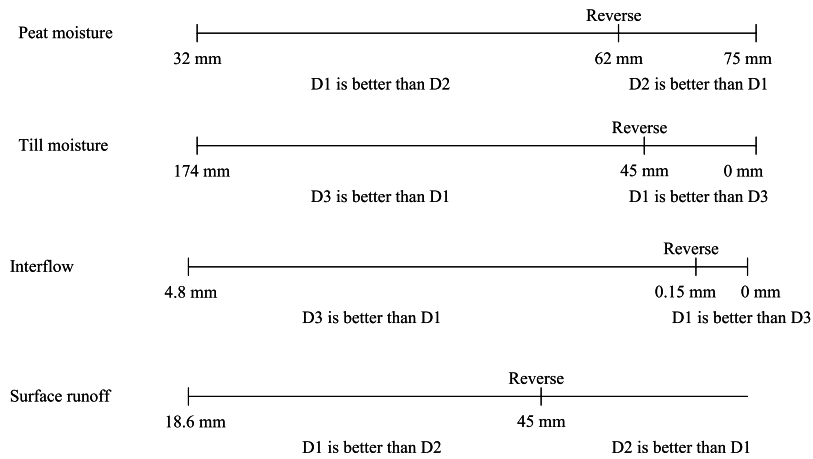 Reverse
Peat moisture
32 mm
62 mm
75 mm
D1 is better than D2
D2 is better than D1
Reverse
Till moisture
174 mm
45 mm
0 mm
D3 is better than D1
D1 is better than D3
Reverse
Interflow
4.8 mm
0.15 mm
0 mm
D3 is better than D1
D1 is better than D3
Reverse
Surface runoff
18.6 mm
45 mm
D1 is better than D2
D2 is better than D1